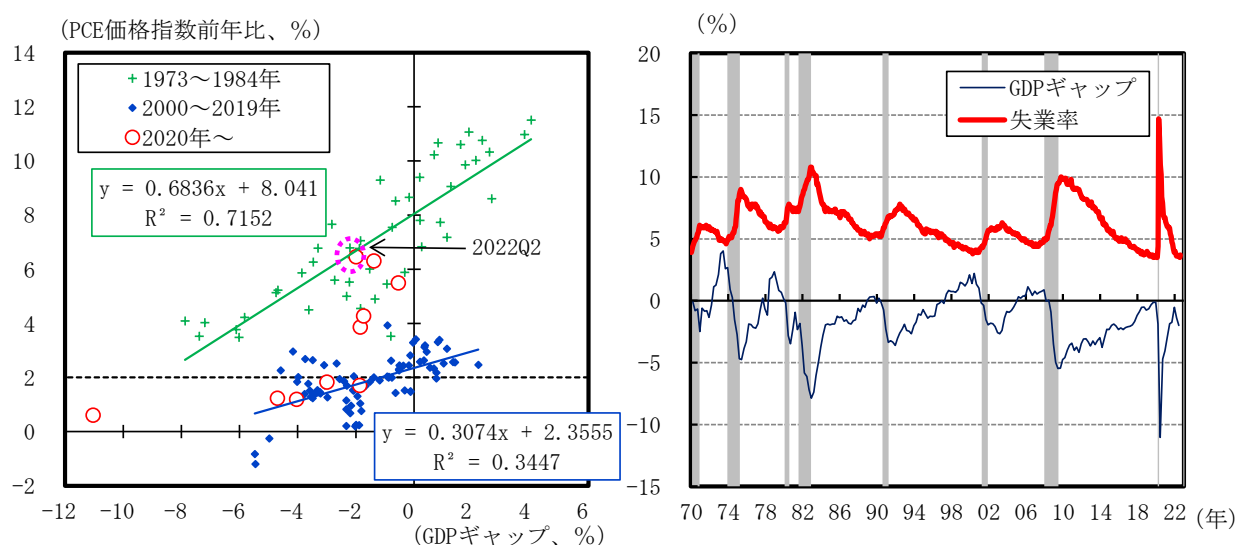 (PCE価格指数前年比、%)
14
12
10
8
6
4
2
0
-2
1973～1984年
2000～2019年
2020年～
y = 0.6836x + 8.041
R² = 0.7152
2022Q2
y = 0.3074x + 2.3555
R² = 0.3447
-12 -10 -8 -6 -4 -2 0 2 4 6
(GDPギャップ、%)
(%)
20
15
10
5
0
-5
-10
-15
GDPギャップ
失業率
70 74 78 82 86 90 94 98 02 06 10 14 18 22 (年)